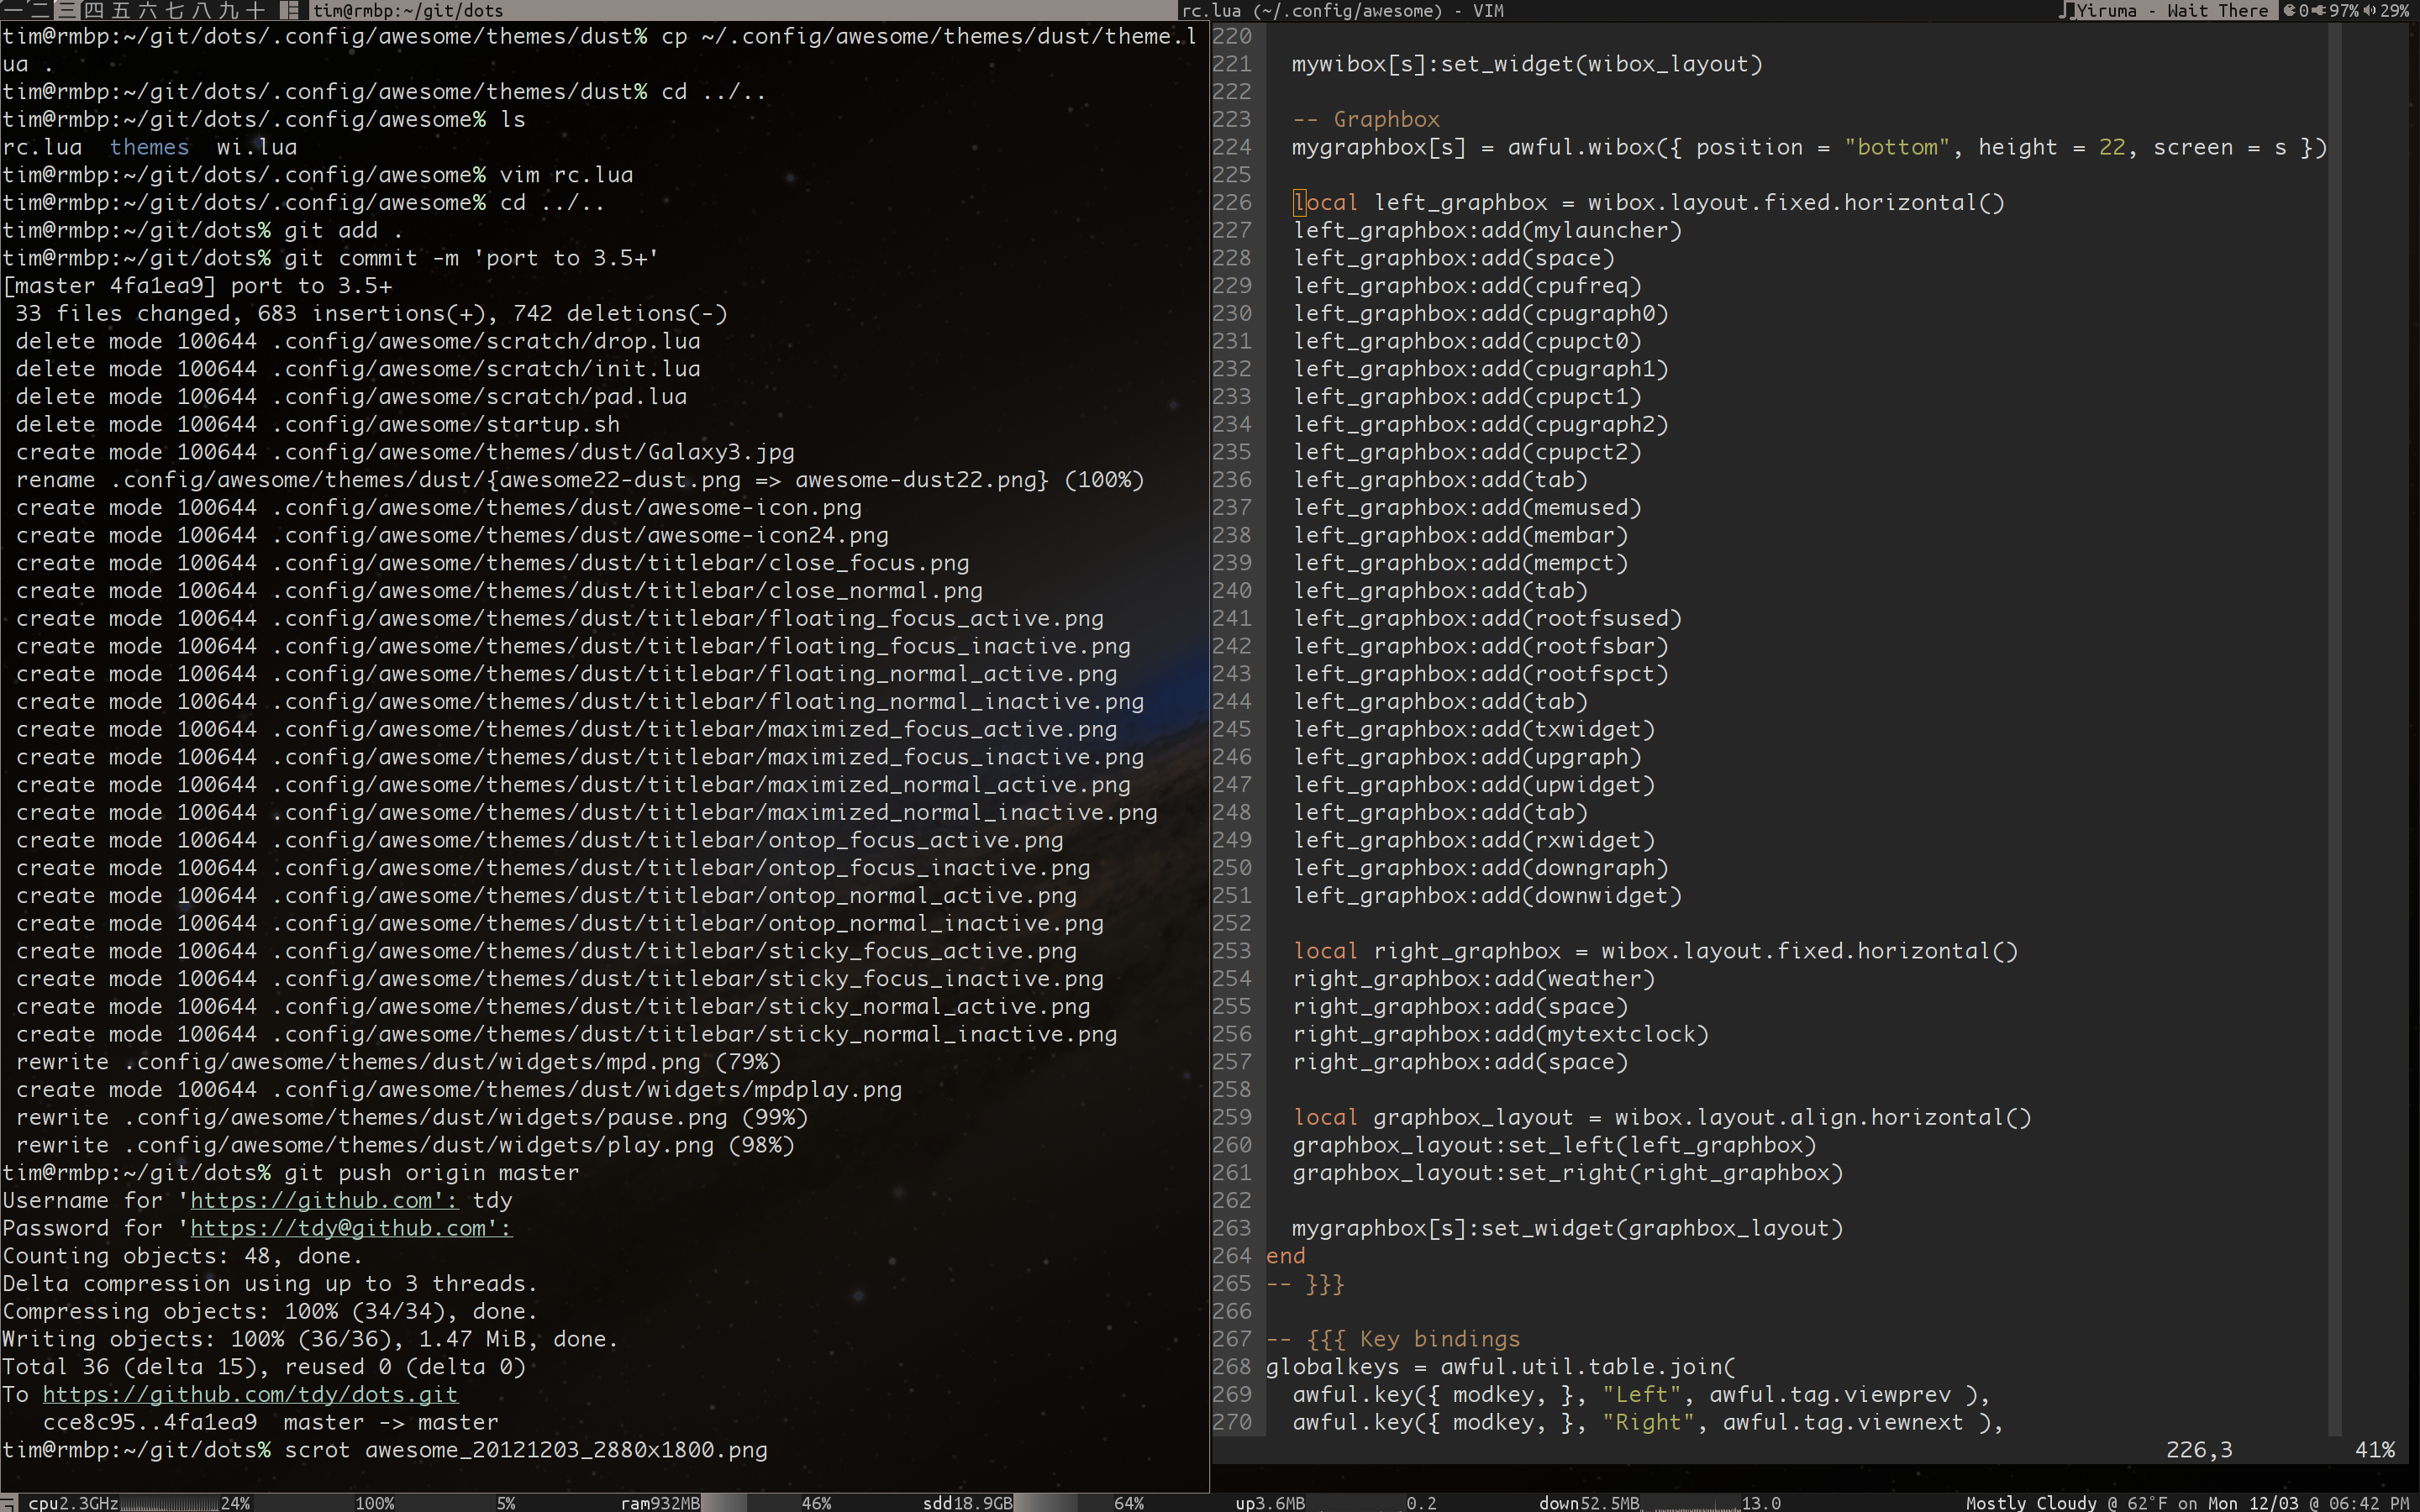 一 二 三 四 五 六 七 八 九 十 tim@rmbp:~/git/dots rc.lua (~/.config/awesome) - VIM Yiruma - Wait There 0 97% 29%
tim@rmbp:~/git/dots/.config/awesome/themes/dust% cp ~/.config/awesome/themes/dust/theme.l
ua .
tim@rmbp:~/git/dots/.config/awesome/themes/dust% cd ../..
tim@rmbp:~/git/dots/.config/awesome% ls
rc.lua  themes  wi.lua
tim@rmbp:~/git/dots/.config/awesome% vim rc.lua
tim@rmbp:~/git/dots/.config/awesome% cd ../..
tim@rmbp:~/git/dots% git add .
tim@rmbp:~/git/dots% git commit -m 'port to 3.5+'
[master 4fa1ea9] port to 3.5+
 33 files changed, 683 insertions(+), 742 deletions(-)
 delete mode 100644 .config/awesome/scratch/drop.lua
 delete mode 100644 .config/awesome/scratch/init.lua
 delete mode 100644 .config/awesome/scratch/pad.lua
 delete mode 100644 .config/awesome/startup.sh
 create mode 100644 .config/awesome/themes/dust/Galaxy3.jpg
 rename .config/awesome/themes/dust/{awesome22-dust.png => awesome-dust22.png} (100%)
 create mode 100644 .config/awesome/themes/dust/awesome-icon.png
 create mode 100644 .config/awesome/themes/dust/awesome-icon24.png
 create mode 100644 .config/awesome/themes/dust/titlebar/close_focus.png
 create mode 100644 .config/awesome/themes/dust/titlebar/close_normal.png
 create mode 100644 .config/awesome/themes/dust/titlebar/floating_focus_active.png
 create mode 100644 .config/awesome/themes/dust/titlebar/floating_focus_inactive.png
 create mode 100644 .config/awesome/themes/dust/titlebar/floating_normal_active.png
 create mode 100644 .config/awesome/themes/dust/titlebar/floating_normal_inactive.png
 create mode 100644 .config/awesome/themes/dust/titlebar/maximized_focus_active.png
 create mode 100644 .config/awesome/themes/dust/titlebar/maximized_focus_inactive.png
 create mode 100644 .config/awesome/themes/dust/titlebar/maximized_normal_active.png
 create mode 100644 .config/awesome/themes/dust/titlebar/maximized_normal_inactive.png
 create mode 100644 .config/awesome/themes/dust/titlebar/ontop_focus_active.png
 create mode 100644 .config/awesome/themes/dust/titlebar/ontop_focus_inactive.png
 create mode 100644 .config/awesome/themes/dust/titlebar/ontop_normal_active.png
 create mode 100644 .config/awesome/themes/dust/titlebar/ontop_normal_inactive.png
 create mode 100644 .config/awesome/themes/dust/titlebar/sticky_focus_active.png
 create mode 100644 .config/awesome/themes/dust/titlebar/sticky_focus_inactive.png
 create mode 100644 .config/awesome/themes/dust/titlebar/sticky_normal_active.png
 create mode 100644 .config/awesome/themes/dust/titlebar/sticky_normal_inactive.png
 rewrite .config/awesome/themes/dust/widgets/mpd.png (79%)
 create mode 100644 .config/awesome/themes/dust/widgets/mpdplay.png
 rewrite .config/awesome/themes/dust/widgets/pause.png (99%)
 rewrite .config/awesome/themes/dust/widgets/play.png (98%)
tim@rmbp:~/git/dots% git push origin master
Username for 'https://github.com': tdy
Password for 'https://tdy@github.com':
Counting objects: 48, done.
Delta compression using up to 3 threads.
Compressing objects: 100% (34/34), done.
Writing objects: 100% (36/36), 1.47 MiB, done.
Total 36 (delta 15), reused 0 (delta 0)
To https://github.com/tdy/dots.git
   cce8c95..4fa1ea9  master -> master
tim@rmbp:~/git/dots% scrot awesome_20121203_2880x1800.png
220
221   mywibox[s]:set_widget(wibox_layout)
222
223   -- Graphbox
224   mygraphbox[s] = awful.wibox({ position = "bottom", height = 22, screen = s })
225
226   local left_graphbox = wibox.layout.fixed.horizontal()
227   left_graphbox:add(mylauncher)
228   left_graphbox:add(space)
229   left_graphbox:add(cpufreq)
230   left_graphbox:add(cpugraph0)
231   left_graphbox:add(cpupct0)
232   left_graphbox:add(cpugraph1)
233   left_graphbox:add(cpupct1)
234   left_graphbox:add(cpugraph2)
235   left_graphbox:add(cpupct2)
236   left_graphbox:add(tab)
237   left_graphbox:add(memused)
238   left_graphbox:add(membar)
239   left_graphbox:add(mempct)
240   left_graphbox:add(tab)
241   left_graphbox:add(rootfsused)
242   left_graphbox:add(rootfsbar)
243   left_graphbox:add(rootfspct)
244   left_graphbox:add(tab)
245   left_graphbox:add(txwidget)
246   left_graphbox:add(upgraph)
247   left_graphbox:add(upwidget)
248   left_graphbox:add(tab)
249   left_graphbox:add(rxwidget)
250   left_graphbox:add(downgraph)
251   left_graphbox:add(downwidget)
252
253   local right_graphbox = wibox.layout.fixed.horizontal()
254   right_graphbox:add(weather)
255   right_graphbox:add(space)
256   right_graphbox:add(mytextclock)
257   right_graphbox:add(space)
258
259   local graphbox_layout = wibox.layout.align.horizontal()
260   graphbox_layout:set_left(left_graphbox)
261   graphbox_layout:set_right(right_graphbox)
262
263   mygraphbox[s]:set_widget(graphbox_layout)
264 end
265 -- }}}
266
267 -- {{{ Key bindings
268 globalkeys = awful.util.table.join(
269   awful.key({ modkey, }, "Left", awful.tag.viewprev ),
270   awful.key({ modkey, }, "Right", awful.tag.viewnext ),
226,3 41%
cpu2.3GHz 24% 100% 5% ram932MB 46% sdd18.9GB 64% up3.6MB 0.2 down52.5MB 13.0 Mostly Cloudy @ 62°F on Mon 12/03 @ 06:42 PM